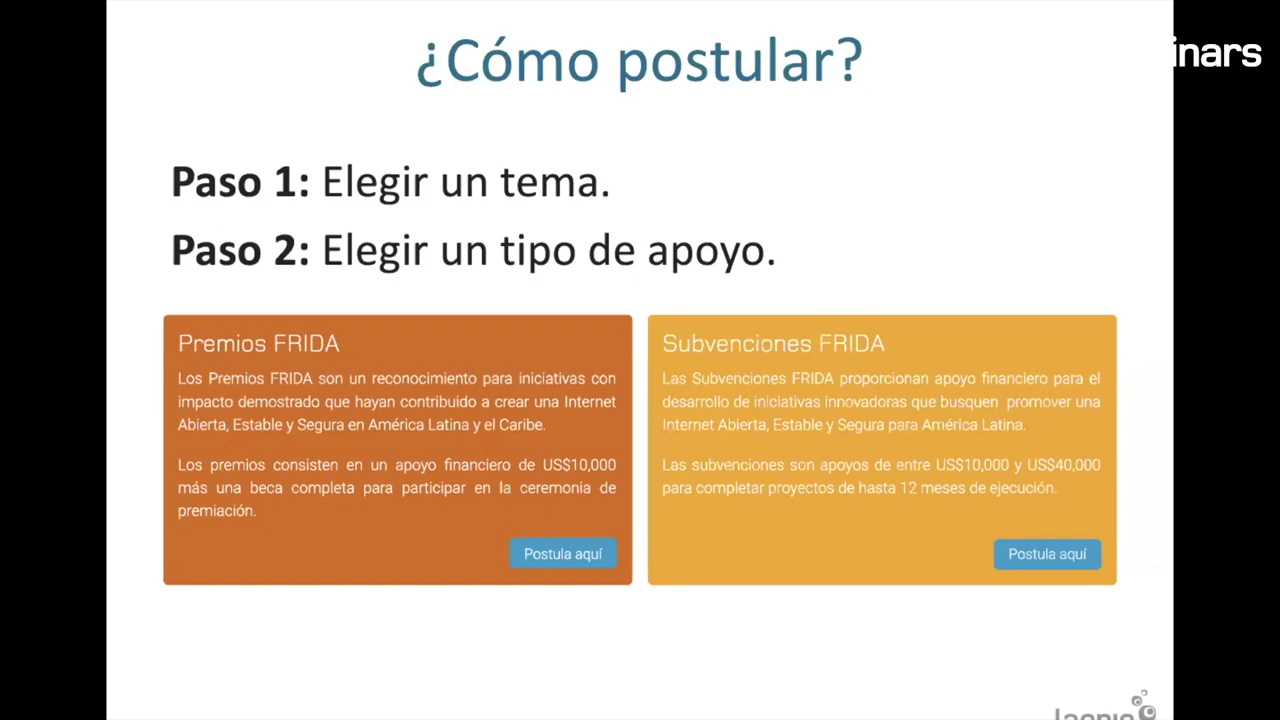 ¿Cómo postular?
inars
Paso 1: Elegir un tema.
Paso 2: Elegir un tipo de apoyo.
Premios FRIDA
Los Premios FRIDA son un reconocimiento para iniciativas con
impacto demostrado que hayan contribuido a crear una Internet
Abierta, Estable y Segura en América Latina y el Caribe.
Los premios consisten en un apoyo financiero de US$10,000
más una beca completa para participar en la ceremonia de
premiación.
Postula aquí
Subvenciones FRIDA
Las Subvenciones FRIDA proporcionan apoyo financiero para el
desarrollo de iniciativas innovadoras que busquen promover una
Internet Abierta, Estable y Segura para América Latina.
Las subvenciones son apoyos de entre US$10,000 y US$40,000
para completar proyectos de hasta 12 meses de ejecución.
Postula aquí